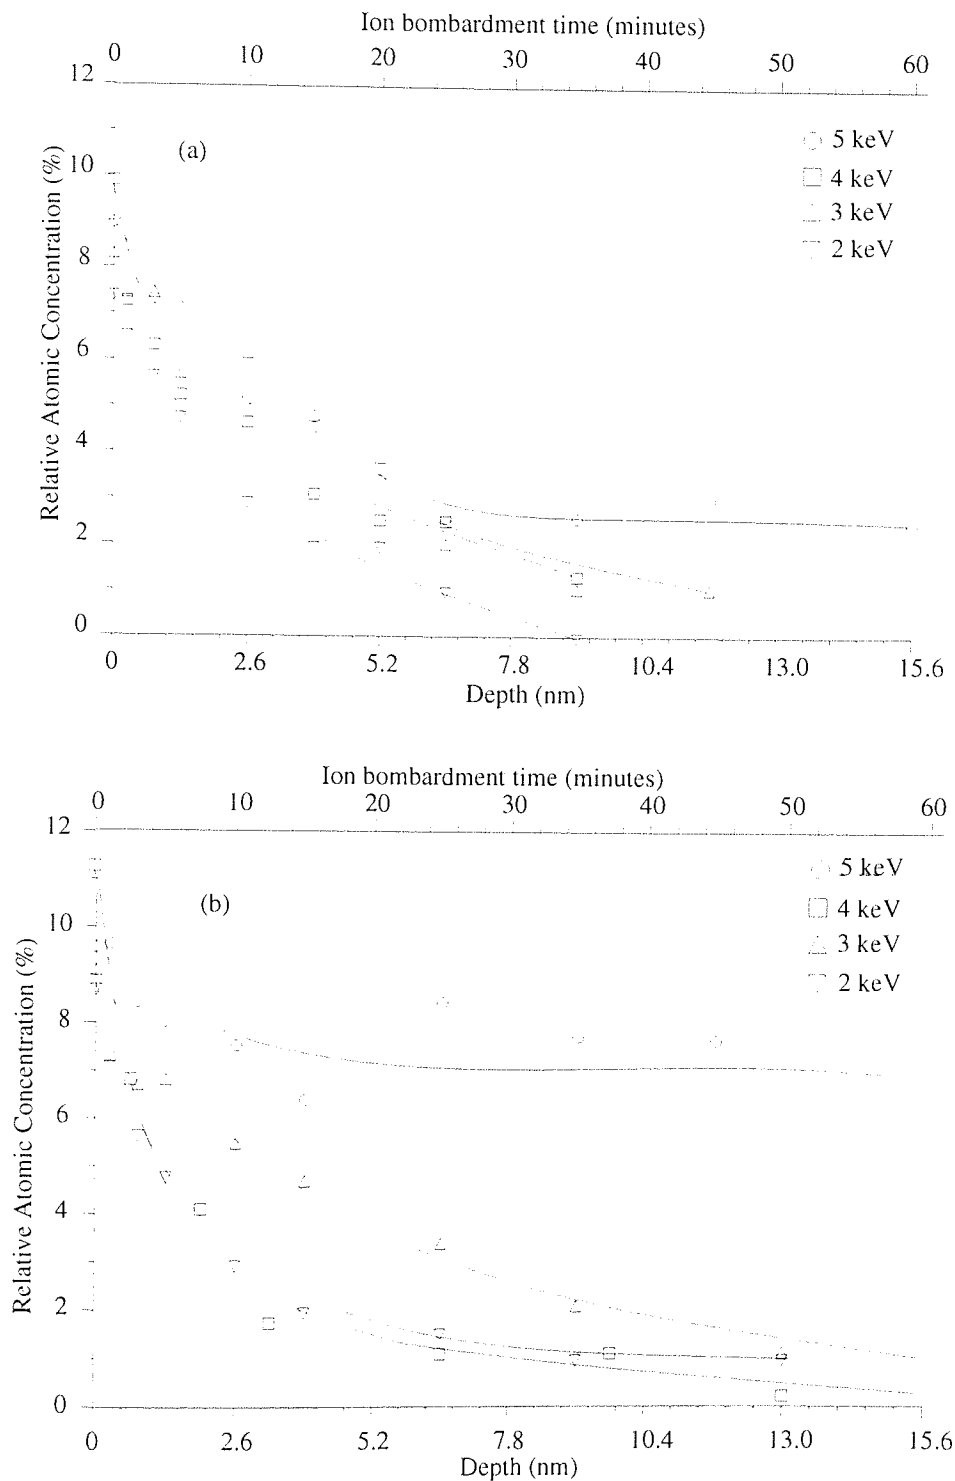 Ion bombardment time (minutes)
0 10 20 30 40 50 60
12
10
8
6
4
2
0
Relative Atomic Concentration (%)
(a)
5 keV
4 keV
3 keV
2 keV
0 2.6 5.2 7.8 10.4 13.0 15.6
Depth (nm)
Ion bombardment time (minutes)
0 10 20 30 40 50 60
12
10
8
6
4
2
0
Relative Atomic Concentration (%)
(b)
5 keV
4 keV
3 keV
2 keV
0 2.6 5.2 7.8 10.4 13.0 15.6
Depth (nm)